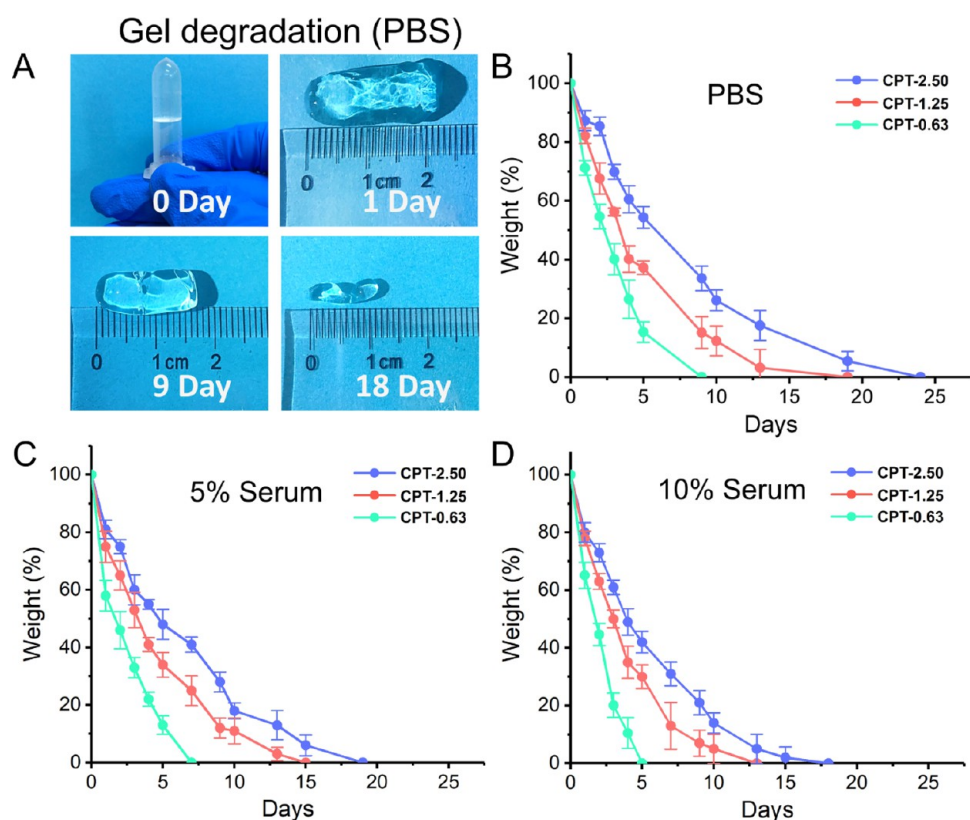 Gel degradation (PBS)
A
0 Day
0 1cm 2
1 Day
0 1cm 2
9 Day
0 1cm 2
18 Day
B
PBS
CPT-2.50
CPT-1.25
CPT-0.63
Weight (%)
100
80
60
40
20
0
0 5 10 15 20 25
Days
C
5% Serum
CPT-2.50
CPT-1.25
CPT-0.63
Weight (%)
100
80
60
40
20
0
0 5 10 15 20 25
Days
D
10% Serum
CPT-2.50
CPT-1.25
CPT-0.63
Weight (%)
100
80
60
40
20
0
0 5 10 15 20 25
Days